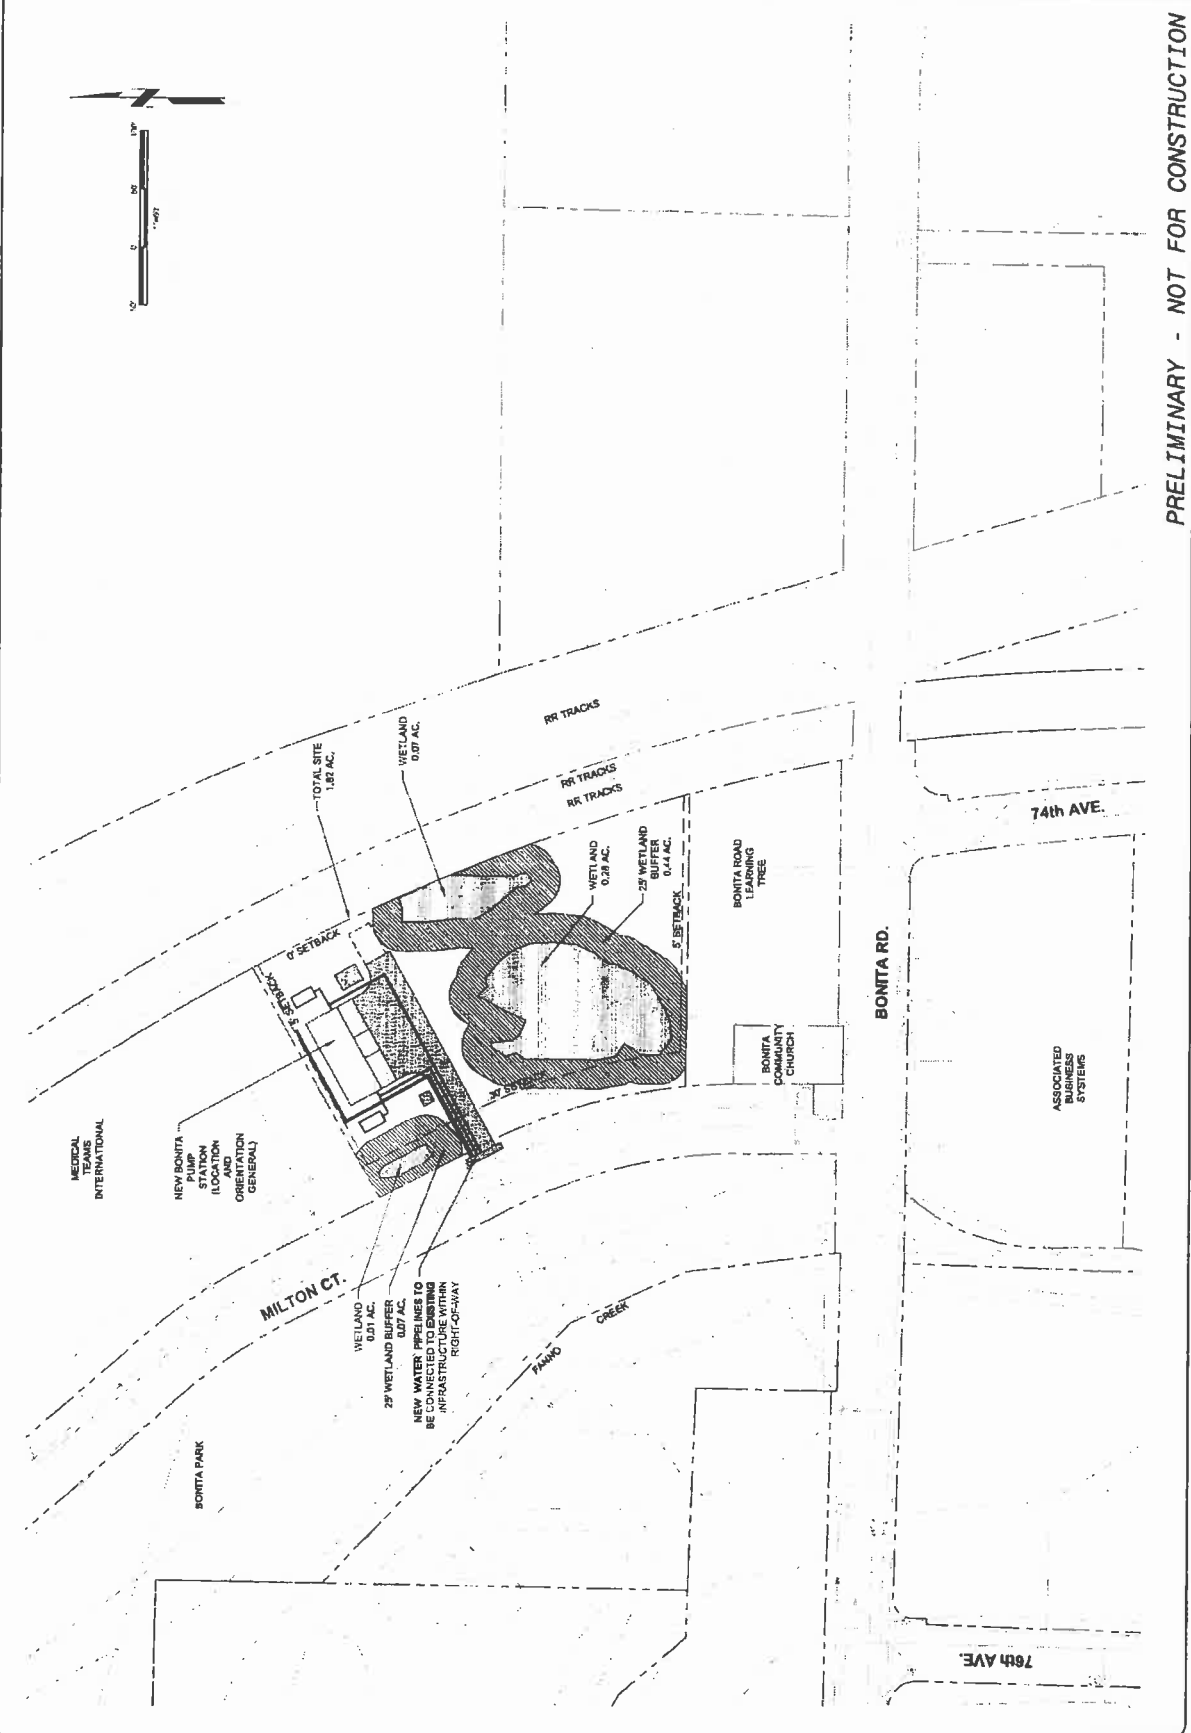 MEDICAL
TEAMS
INTERNATIONAL
NEW BONITA
PUMP
STATION
(LOCATION
AND
ORIENTATION
GENERAL)
5' SETBACK
0' SETBACK
TOTAL SITE
1.82 AC.
WETLAND
0.07 AC.
RR TRACKS
RR TRACKS
RR TRACKS
MILTON CT.
BONITA PARK
WETLAND
0.01 AC.
25' WETLAND BUFFER
0.07 AC.
NEW WATER PIPELINES TO
BE CONNECTED TO EXISTING
INFRASTRUCTURE WITHIN
RIGHT-OF-WAY
30' SETBACK
WETLAND
0.28 AC.
25' WETLAND
BUFFER
0.44 AC.
5' SETBACK
FANNO
CREEK
BONITA ROAD
LEARNING
TREE
BONITA
COMMUNITY
CHURCH
BONITA RD.
ASSOCIATED
BUSINESS
SYSTEMS
74th AVE.
76th AVE.
PRELIMINARY - NOT FOR CONSTRUCTION